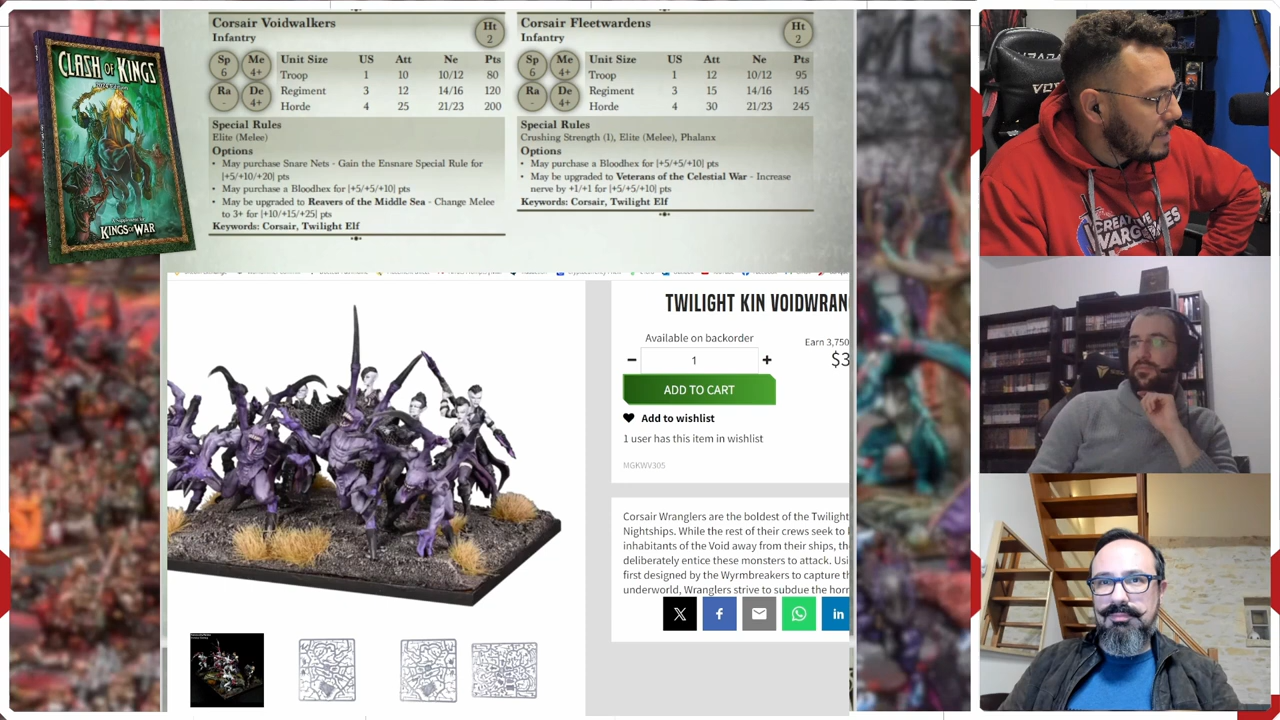 CLASH OF KINGS
KINGS OF WAR
Corsair Voidwalkers
Infantry
Ht
2
Sp
6
Me
4+
Ra
-
De
4+
Unit Size US Att Ne Pts
Troop 1 10 10/12 80
Regiment 3 12 14/16 120
Horde 4 25 21/23 200
Special Rules
Elite (Melee)
Options
• May purchase Snare Nets - Gain the Ensnare Special Rule for
[+5/+10/+20] pts
• May purchase a Bloodhex for [+5/+5/+10] pts
• May be upgraded to Reavers of the Middle Sea - Change Melee
to 3+ for [+10/+15/+25] pts
Keywords: Corsair, Twilight Elf
Corsair Fleetwardens
Infantry
Ht
2
Sp
6
Me
4+
Ra
-
De
4+
Unit Size US Att Ne Pts
Troop 1 12 10/12 95
Regiment 3 15 14/16 145
Horde 4 30 21/23 245
Special Rules
Crushing Strength (1), Elite (Melee), Phalanx
Options
• May purchase a Bloodhex for [+5/+5/+10] pts
• May be upgraded to Veterans of the Celestial War - Increase
nerve by +1/+1 for [+5/+5/+10] pts
Keywords: Corsair, Twilight Elf
TWILIGHT KIN VOIDWRAN
Available on backorder
Earn 3,750
− 1 +
$3
ADD TO CART
Add to wishlist
1 user has this item in wishlist
MGKWV305
Corsair Wranglers are the boldest of the Twilight
Nightships. While the rest of their crews seek to
inhabitants of the Void away from their ships, th
deliberately entice these monsters to attack. Usi
first designed by the Wyrmbreakers to capture th
underworld, Wranglers strive to subdue the horr
X
f
in
CREATIVE
WARGAMES